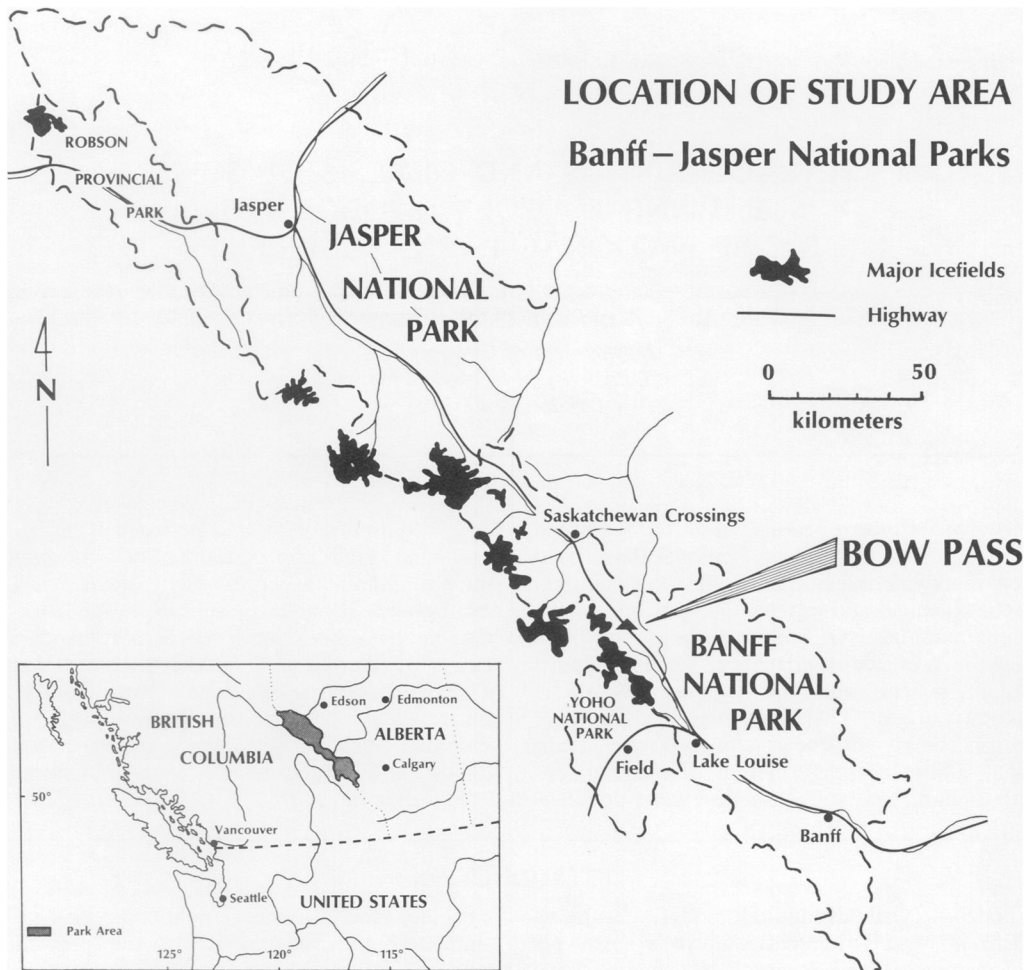 LOCATION OF STUDY AREA
Banff – Jasper National Parks
ROBSON
PROVINCIAL
PARK
Jasper
JASPER
NATIONAL
PARK
Major Icefields
Highway
0 50
kilometers
N
Saskatchewan Crossings
BOW PASS
BANFF
NATIONAL
PARK
YOHO
NATIONAL
PARK
Field
Lake Louise
Banff
Edson
Edmonton
BRITISH
COLUMBIA
ALBERTA
Calgary
50°
Vancouver
Seattle
UNITED STATES
Park Area
125°
120°
115°